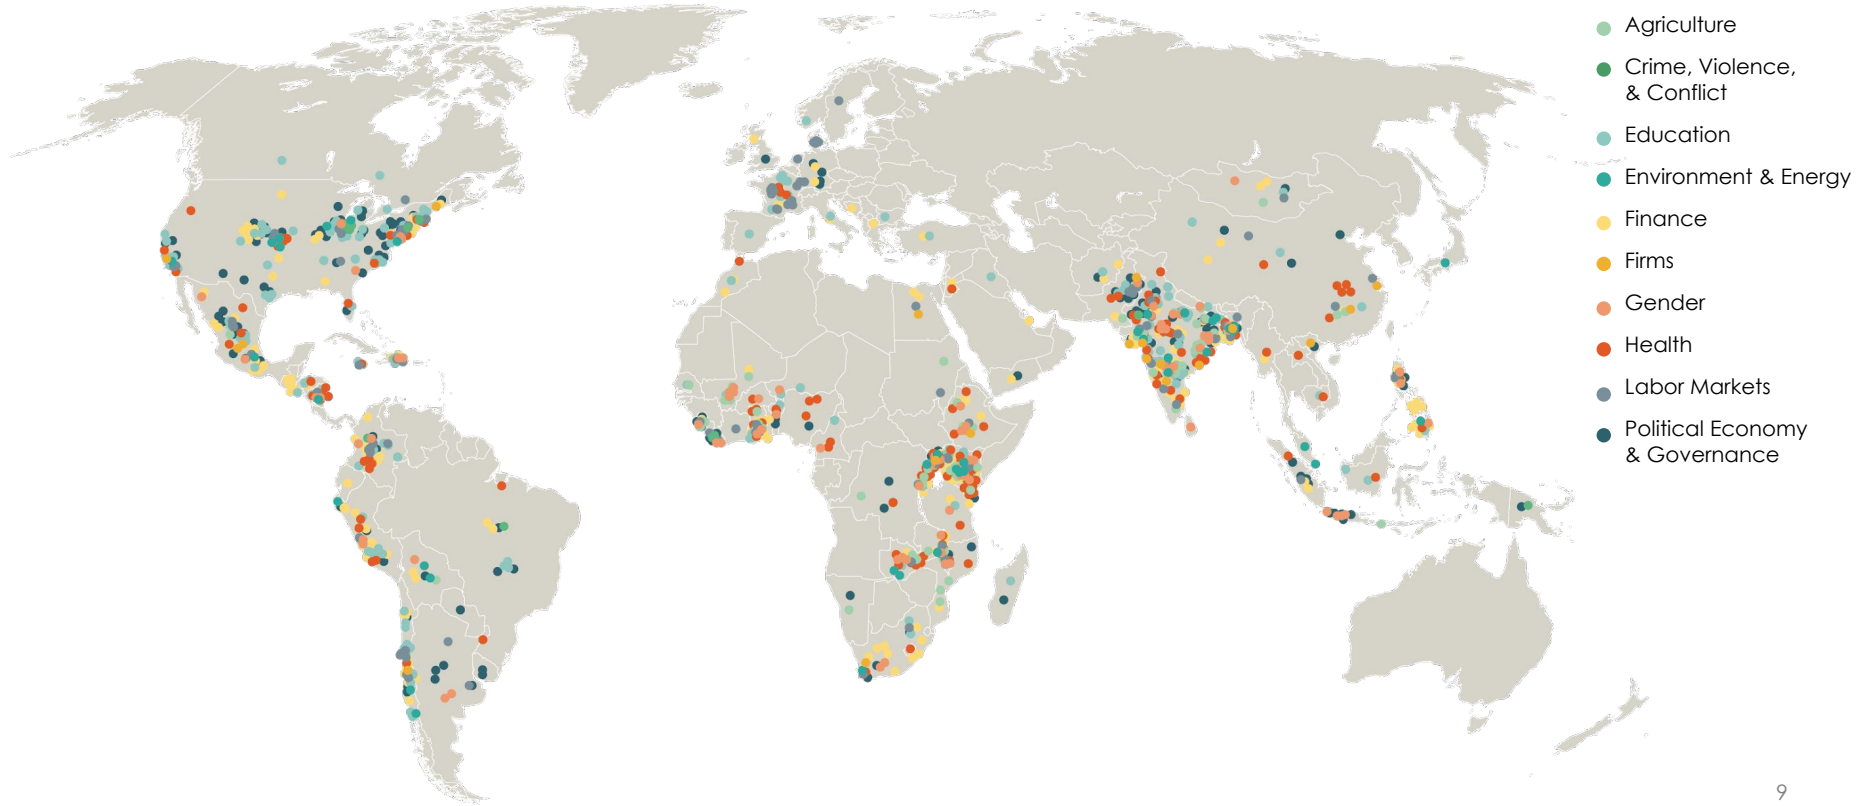 Agriculture
Crime, Violence,
& Conflict
Education
Environment & Energy
Finance
Firms
Gender
Health
Labor Markets
Political Economy
& Governance
9